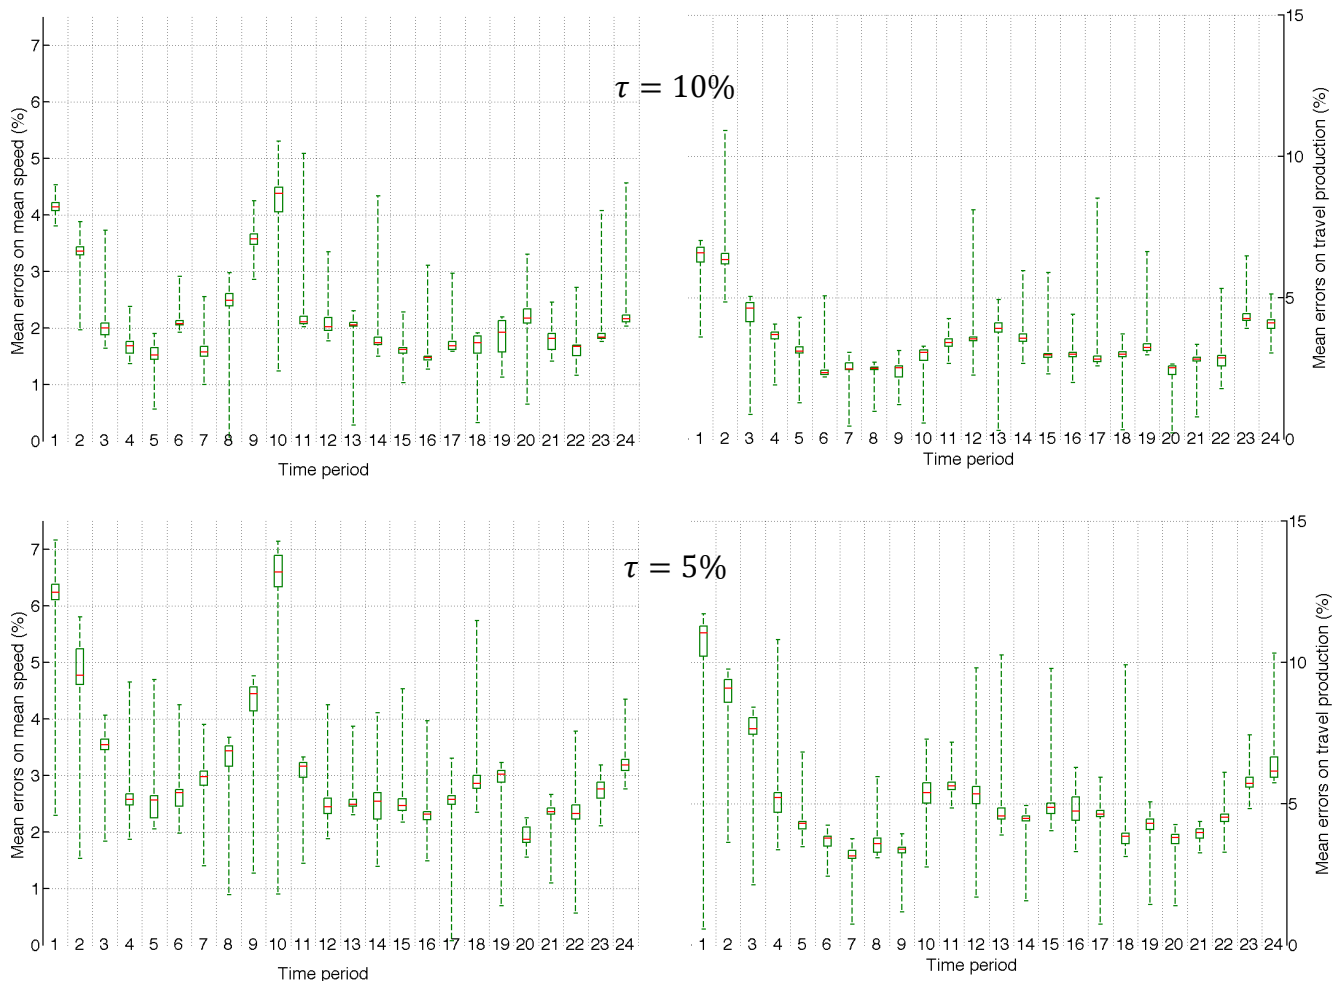 τ = 10%
Mean errors on mean speed (%)
7
6
5
4
3
2
1
0
1 2 3 4 5 6 7 8 9 10 11 12 13 14 15 16 17 18 19 20 21 22 23 24
Time period
15
10
5
0
Mean errors on travel production (%)
1 2 3 4 5 6 7 8 9 10 11 12 13 14 15 16 17 18 19 20 21 22 23 24
Time period
τ = 5%
Mean errors on mean speed (%)
7
6
5
4
3
2
1
0
1 2 3 4 5 6 7 8 9 10 11 12 13 14 15 16 17 18 19 20 21 22 23 24
Time period
15
10
5
0
Mean errors on travel production (%)
1 2 3 4 5 6 7 8 9 10 11 12 13 14 15 16 17 18 19 20 21 22 23 24
Time period